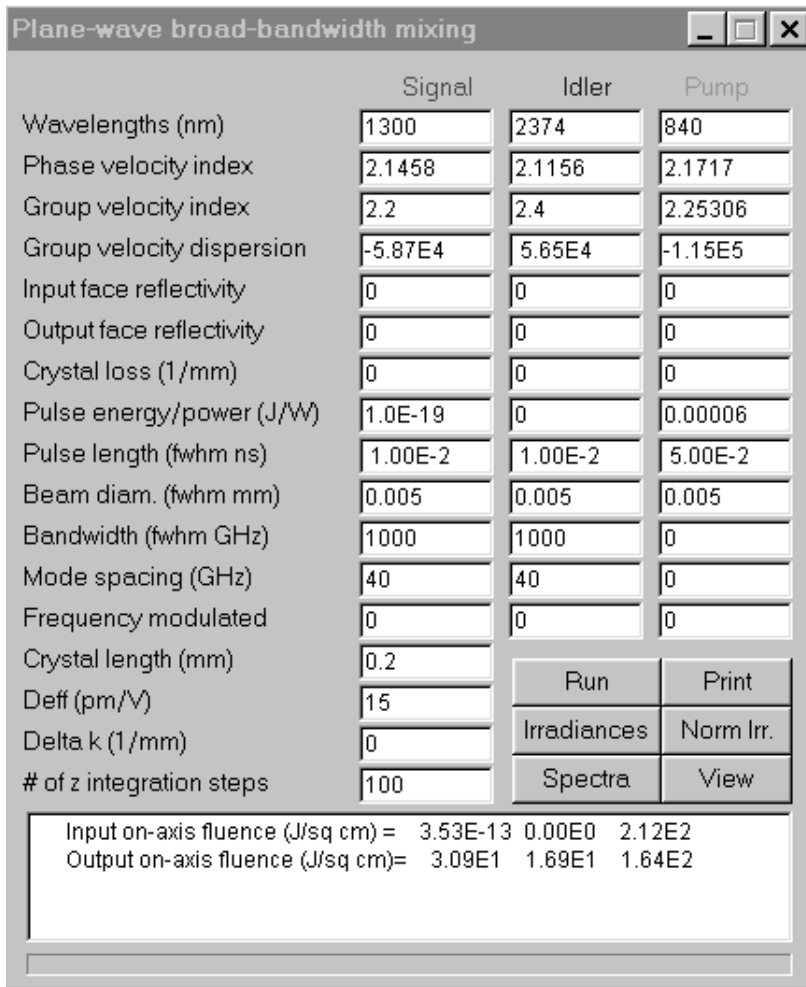 Plane-wave broad-bandwidth mixing
Signal Idler Pump
Wavelengths (nm) 1300 2374 840
Phase velocity index 2.1458 2.1156 2.1717
Group velocity index 2.2 2.4 2.25306
Group velocity dispersion -5.87E4 5.65E4 -1.15E5
Input face reflectivity 0 0 0
Output face reflectivity 0 0 0
Crystal loss (1/mm) 0 0 0
Pulse energy/power (J/W) 1.0E-19 0 0.00006
Pulse length (fwhm ns) 1.00E-2 1.00E-2 5.00E-2
Beam diam. (fwhm mm) 0.005 0.005 0.005
Bandwidth (fwhm GHz) 1000 1000 0
Mode spacing (GHz) 40 40 0
Frequency modulated 0 0 0
Crystal length (mm) 0.2
Deff (pm/V) 15
Delta k (1/mm) 0
# of z integration steps 100
Run Print
Irradiances Norm Irr.
Spectra View
Input on-axis fluence (J/sq cm) = 3.53E-13 0.00E0 2.12E2
Output on-axis fluence (J/sq cm)= 3.09E1 1.69E1 1.64E2